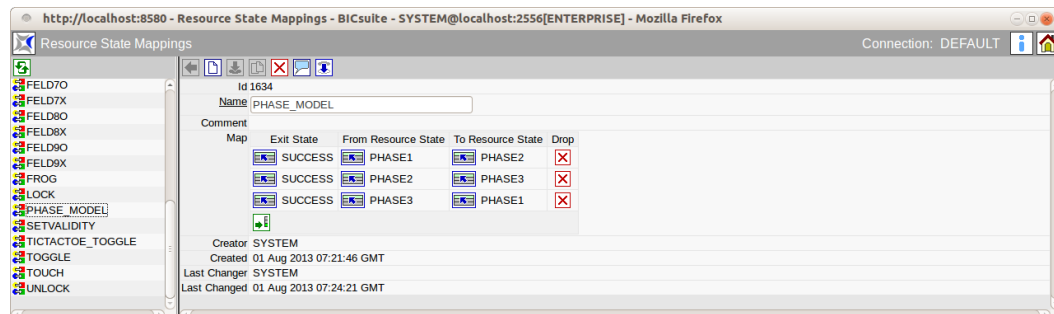 http://localhost:8580 - Resource State Mappings - BICsuite - SYSTEM@localhost:2556[ENTERPRISE] - Mozilla Firefox
Resource State Mappings Connection: DEFAULT
FELD7O
FELD7X
FELD8O
FELD8X
FELD9O
FELD9X
FROG
LOCK
PHASE_MODEL
SETVALIDITY
TICTACTOE_TOGGLE
TOGGLE
TOUCH
UNLOCK
Id 1634
Name PHASE_MODEL
Comment
Map Exit State From Resource State To Resource State Drop
SUCCESS PHASE1 PHASE2
SUCCESS PHASE2 PHASE3
SUCCESS PHASE3 PHASE1
Creator SYSTEM
Created 01 Aug 2013 07:21:46 GMT
Last Changer SYSTEM
Last Changed 01 Aug 2013 07:24:21 GMT